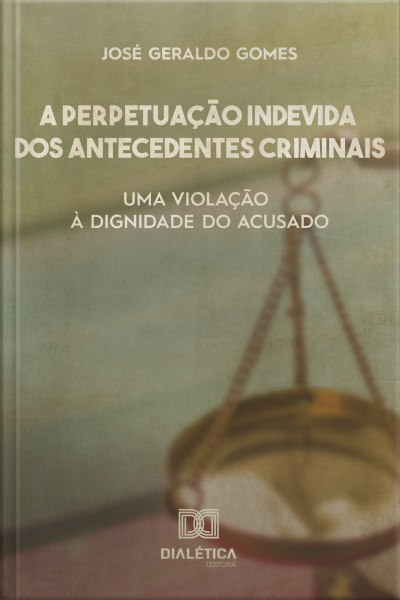 JOSÉ GERALDO GOMES
A PERPETUAÇÃO INDEVIDA
DOS ANTECEDENTES CRIMINAIS
UMA VIOLAÇÃO
À DIGNIDADE DO ACUSADO
DIALÉTICA
EDITORA